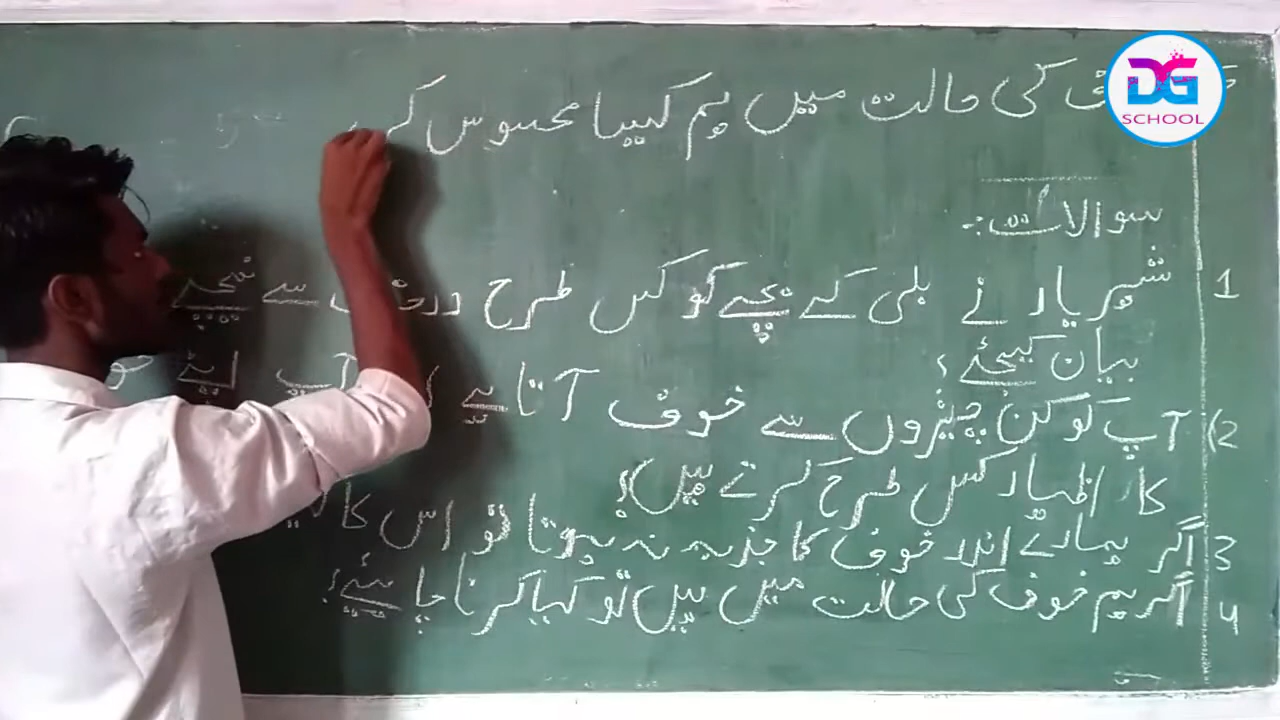 DG
SCHOOL
کی حالت میں ہم کیسا محسوس
سوالات:-
1 شہریار نے بلی کے بچے کو کس طرح سے نیچے
بیان کیجئے؟
2) آپ کو کن چیزوں سے خوف آتا ہے اپنے
کا اظہار کس طرح کرتے ہیں؟
3 اگر ہمارے اندر خوف کا جذبہ نہ ہوتا تو اس کا
4 اگر ہم خوف کی حالت میں ہیں تو کیا کرنا چاہئے؟